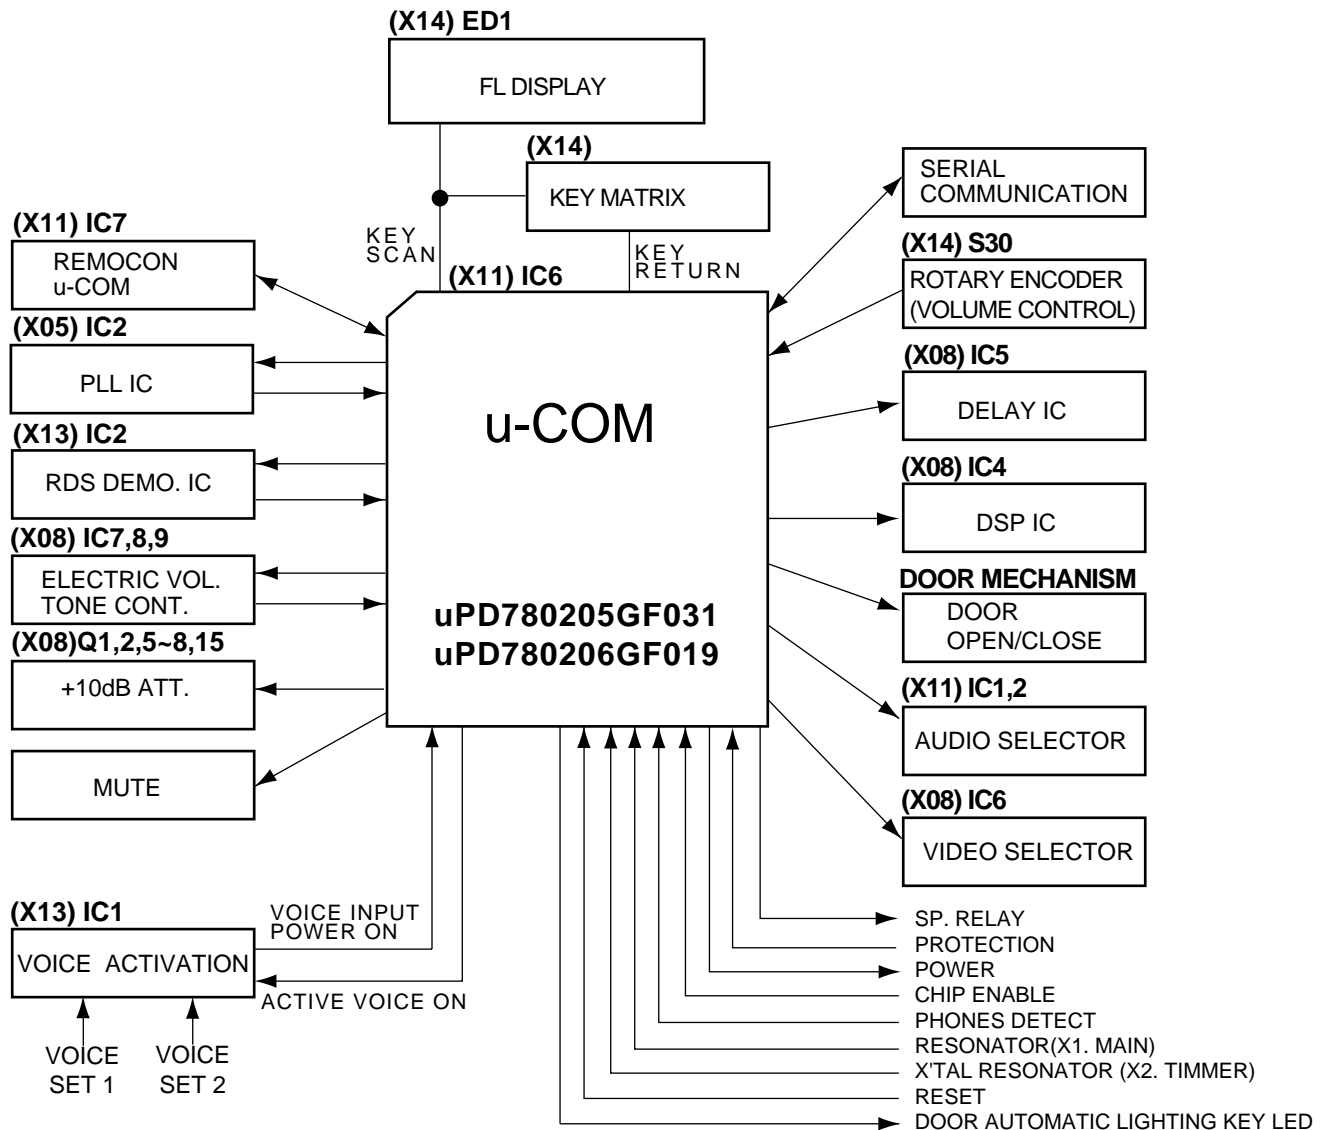 (X14) ED1
FL DISPLAY
(X14)
KEY MATRIX
KEY
SCAN
KEY
RETURN
(X11) IC6
u-COM
uPD780205GF031
uPD780206GF019
(X11) IC7
REMOCON
u-COM
(X05) IC2
PLL IC
(X13) IC2
RDS DEMO. IC
(X08) IC7,8,9
ELECTRIC VOL.
TONE CONT.
(X08)Q1,2,5~8,15
+10dB ATT.
MUTE
(X13) IC1
VOICE ACTIVATION
VOICE INPUT
POWER ON
ACTIVE VOICE ON
VOICE
SET 1
VOICE
SET 2
SERIAL
COMMUNICATION
(X14) S30
ROTARY ENCODER
(VOLUME CONTROL)
(X08) IC5
DELAY IC
(X08) IC4
DSP IC
DOOR MECHANISM
DOOR
OPEN/CLOSE
(X11) IC1,2
AUDIO SELECTOR
(X08) IC6
VIDEO SELECTOR
SP. RELAY
PROTECTION
POWER
CHIP ENABLE
PHONES DETECT
RESONATOR(X1. MAIN)
X'TAL RESONATOR (X2. TIMMER)
RESET
DOOR AUTOMATIC LIGHTING KEY LED